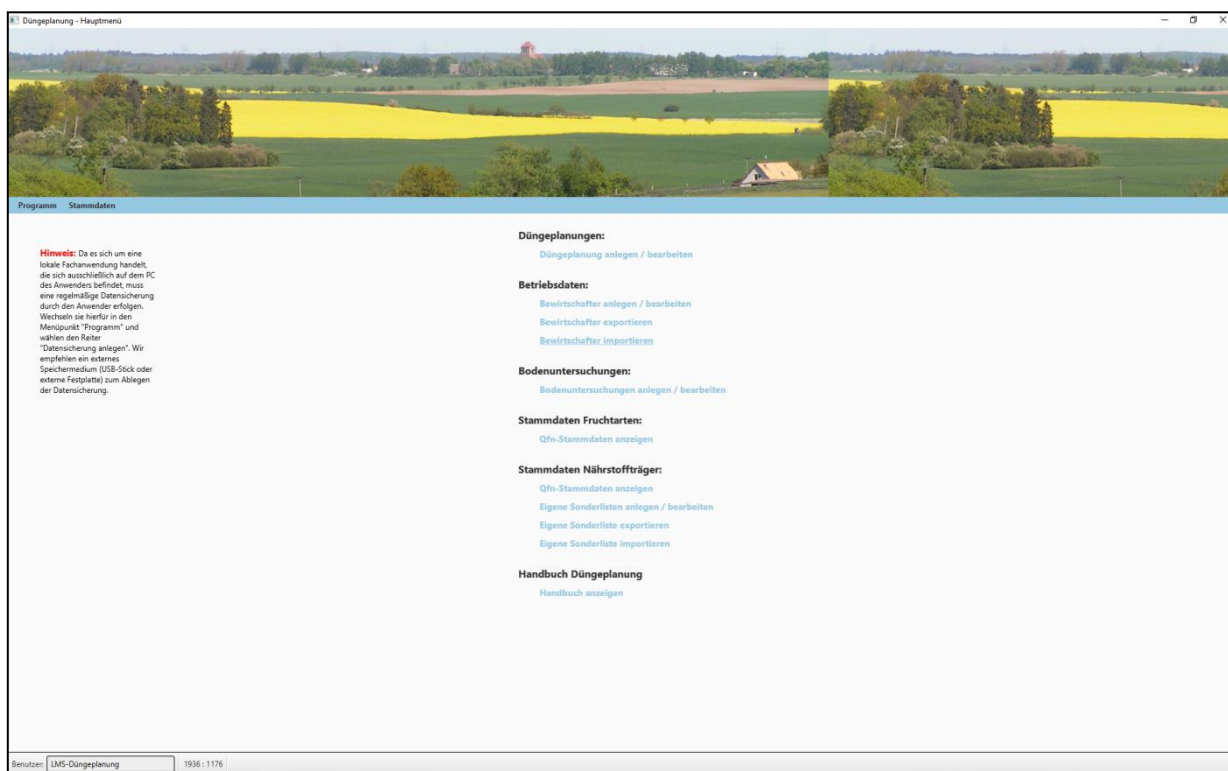 Düngeplanung - Hauptmenü
Programm Stammdaten
Hinweis: Da es sich um eine
lokale Fachanwendung handelt,
die sich ausschließlich auf dem PC
des Anwenders befindet, muss
eine regelmäßige Datensicherung
durch den Anwender erfolgen.
Wechseln sie hierfür in den
Menüpunkt "Programm" und
wählen den Reiter
"Datensicherung anlegen". Wir
empfehlen ein externes
Speichermedium (USB-Stick oder
externe Festplatte) zum Ablegen
der Datensicherung.
Düngeplanungen:
Düngeplanung anlegen / bearbeiten
Betriebsdaten:
Bewirtschafter anlegen / bearbeiten
Bewirtschafter exportieren
Bewirtschafter importieren
Bodenuntersuchungen:
Bodenuntersuchungen anlegen / bearbeiten
Stammdaten Fruchtarten:
Qfn-Stammdaten anzeigen
Stammdaten Nährstoffträger:
Qfn-Stammdaten anzeigen
Eigene Sonderlisten anlegen / bearbeiten
Eigene Sonderliste exportieren
Eigene Sonderliste importieren
Handbuch Düngeplanung
Handbuch anzeigen
Benutzer: LMS-Düngeplanung 1936 : 1176